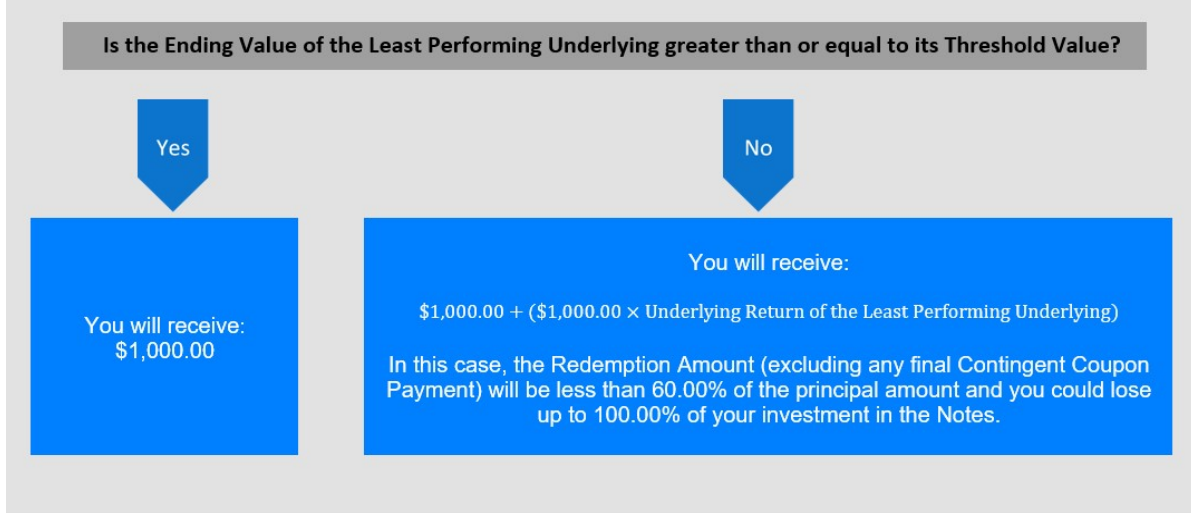 Is the Ending Value of the Least Performing Underlying greater than or equal to its Threshold Value?
Yes
No
You will receive:
$1,000.00
You will receive:
$1,000.00 + ($1,000.00 × Underlying Return of the Least Performing Underlying)
In this case, the Redemption Amount (excluding any final Contingent Coupon
Payment) will be less than 60.00% of the principal amount and you could lose
up to 100.00% of your investment in the Notes.